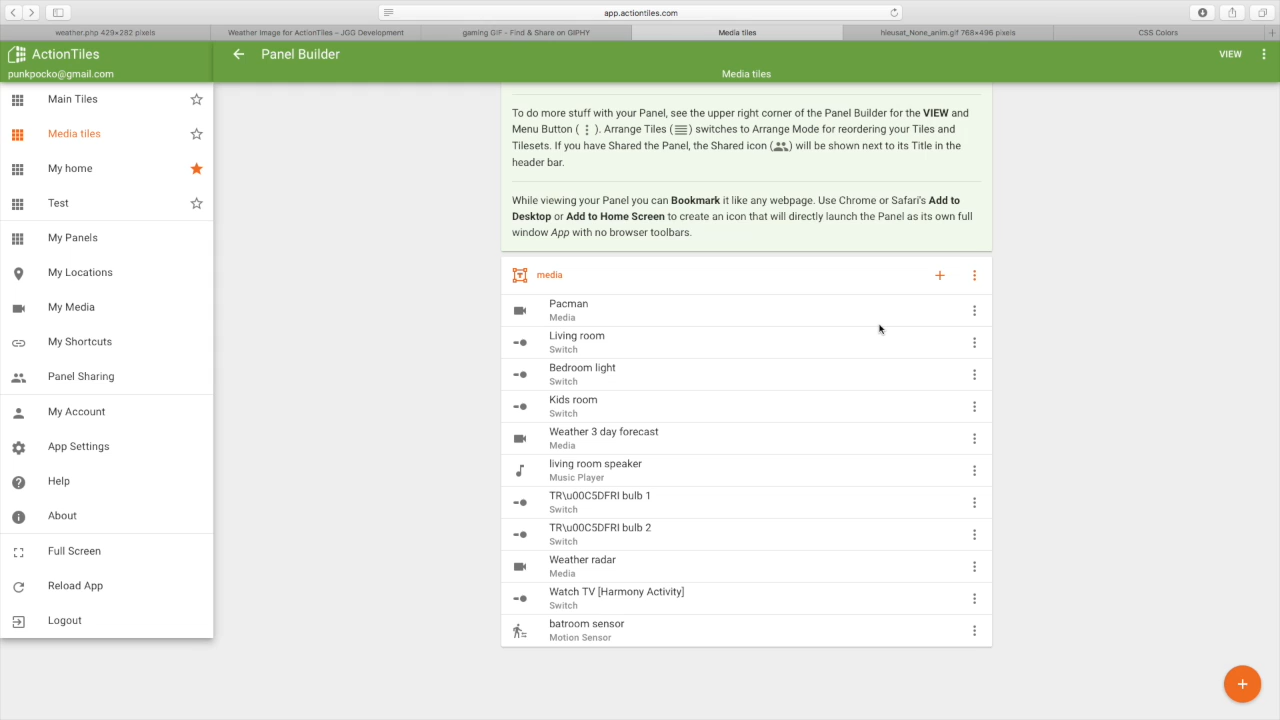 app.actiontiles.com
weather.php 429×282 pixels
Weather Image for ActionTiles – JGG Development
gaming GIF - Find & Share on GIPHY
Media tiles
hleusat_None_anim.gif 768×496 pixels
CSS Colors
ActionTiles
punkpocko@gmail.com
Panel Builder
VIEW
Media tiles
Main Tiles
Media tiles
My home
Test
My Panels
My Locations
My Media
My Shortcuts
Panel Sharing
My Account
App Settings
Help
About
Full Screen
Reload App
Logout
To do more stuff with your Panel, see the upper right corner of the Panel Builder for the VIEW and
Menu Button ( ⋮ ). Arrange Tiles (☰) switches to Arrange Mode for reordering your Tiles and
Tilesets. If you have Shared the Panel, the Shared icon ( ) will be shown next to its Title in the
header bar.
While viewing your Panel you can Bookmark it like any webpage. Use Chrome or Safari's Add to
Desktop or Add to Home Screen to create an icon that will directly launch the Panel as its own full
window App with no browser toolbars.
media
Pacman
Media
Living room
Switch
Bedroom light
Switch
Kids room
Switch
Weather 3 day forecast
Media
living room speaker
Music Player
TR\u00C5DFRI bulb 1
Switch
TR\u00C5DFRI bulb 2
Switch
Weather radar
Media
Watch TV [Harmony Activity]
Switch
batroom sensor
Motion Sensor